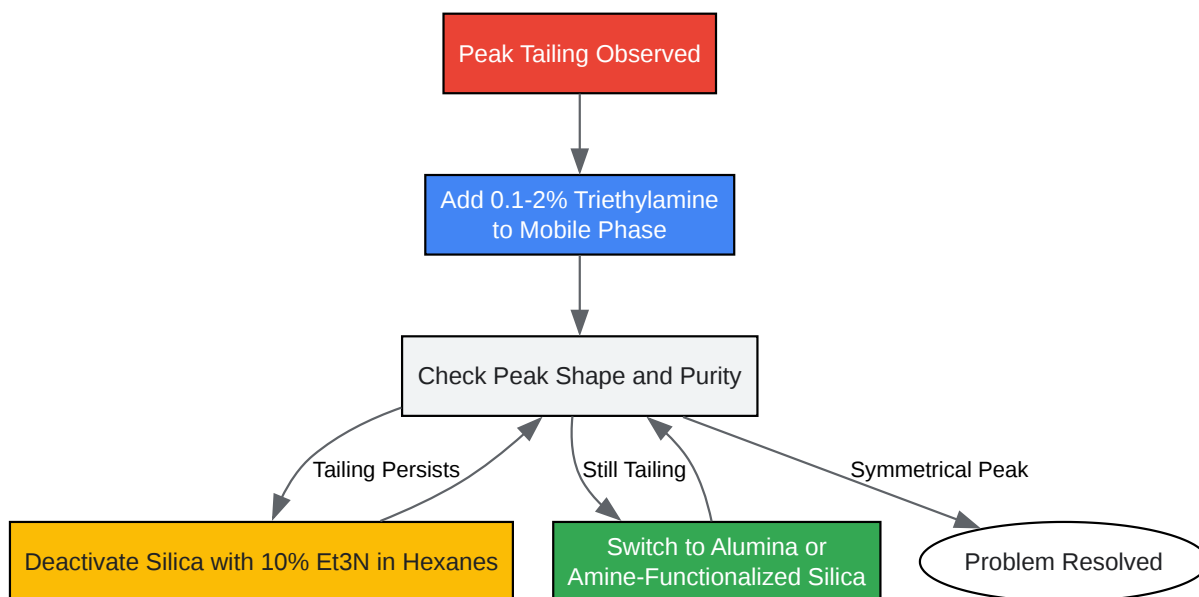 Peak Tailing Observed
Add 0.1-2% Triethylamine
to Mobile Phase
Check Peak Shape and Purity
Tailing Persists
Still Tailing
Symmetrical Peak
Deactivate Silica with 10% Et3N in Hexanes
Switch to Alumina or
Amine-Functionalized Silica
Problem Resolved